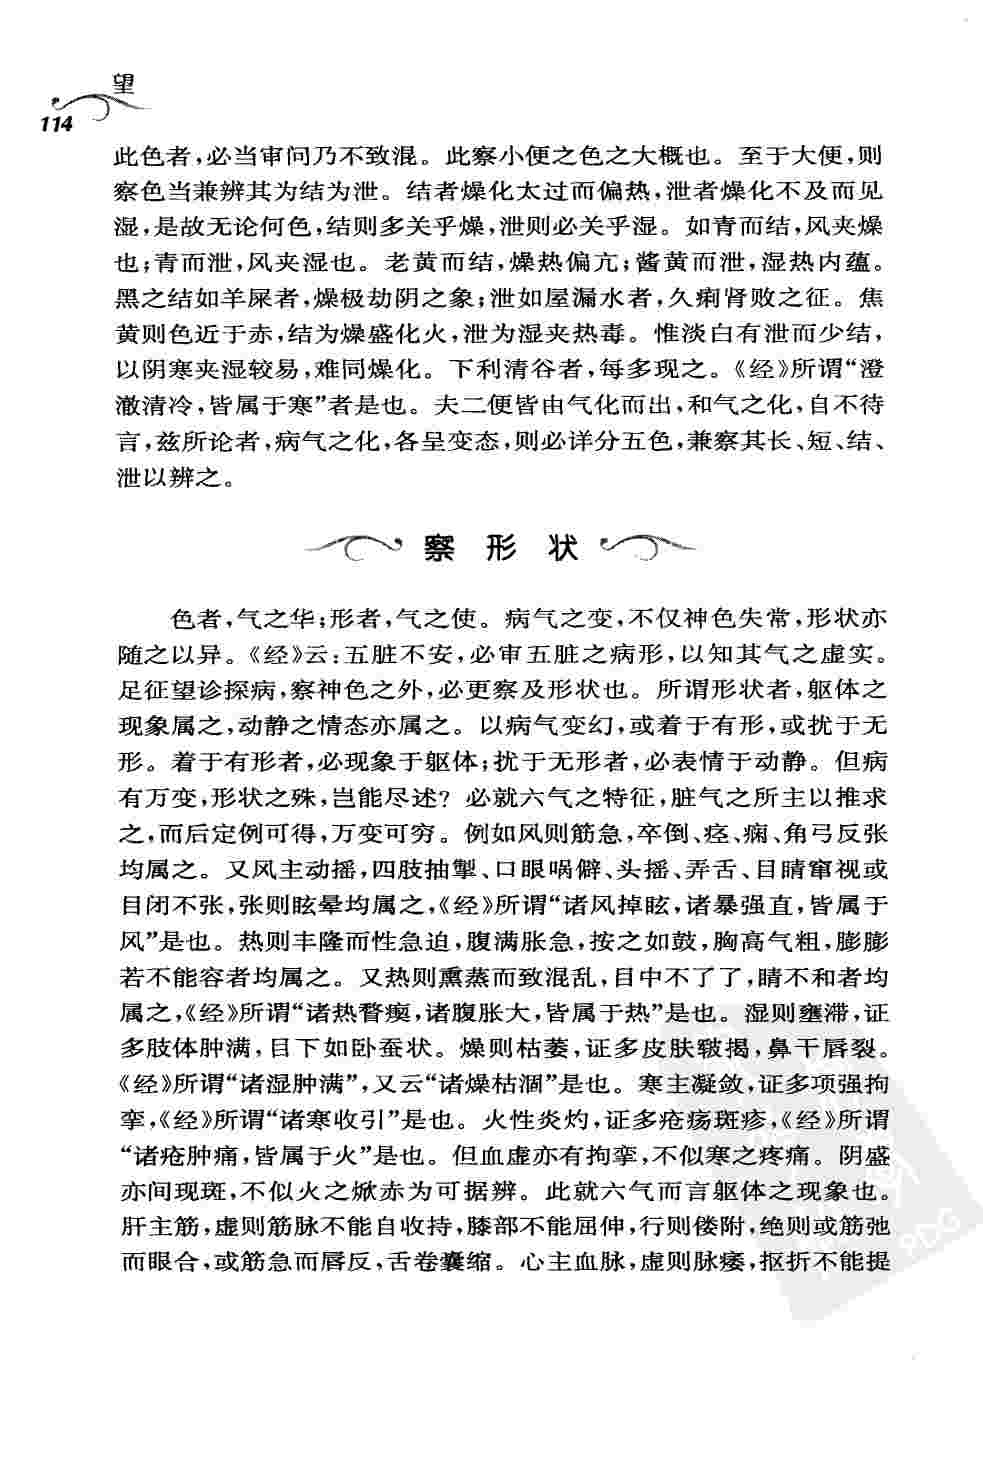 望
114
此色者,必当审问乃不致混。此察小便之色之大概也。至于大便,则
察色当兼辨其为结为泄。结者燥化太过而偏热,泄者燥化不及而见
湿,是故无论何色,结则多关乎燥,泄则必关乎湿。如青而结,风夹燥
也;青而泄,风夹湿也。老黄而结,燥热偏亢;酱黄而泄,湿热内蕴。
黑之结如羊屎者,燥极劫阴之象;泄如屋漏水者,久痢肾败之征。焦
黄则色近于赤,结为燥盛化火,泄为湿夹热毒。惟淡白有泄而少结,
以阴寒夹湿较易,难同燥化。下利清谷者,每多现之。《经》所谓“澄
澈清冷,皆属于寒”者是也。夫二便皆由气化而出,和气之化,自不待
言,兹所论者,病气之化,各呈变态,则必详分五色,兼察其长、短、结、
泄以辨之。
察形状
色者,气之华;形者,气之使。病气之变,不仅神色失常,形状亦
随之以异。《经》云:五脏不安,必审五脏之病形,以知其气之虚实。
足征望诊探病,察神色之外,必更察及形状也。所谓形状者,躯体之
现象属之,动静之情态亦属之。以病气变幻,或着于有形,或扰于无
形。着于有形者,必现象于躯体;扰于无形者,必表情于动静。但病
有万变,形状之殊,岂能尽述?必就六气之特征,脏气之所主以推求
之,而后定例可得,万变可穷。例如风则筋急,卒倒、痉、痫、角弓反张
均属之。又风主动摇,四肢抽掣、口眼㖞僻、头摇、弄舌、目睛窜视或
目闭不张,张则眩晕均属之,《经》所谓“诸风掉眩,诸暴强直,皆属于
风”是也。热则丰隆而性急迫,腹满胀急,按之如鼓,胸高气粗,膨膨
若不能容者均属之。又热则熏蒸而致混乱,目中不了了,睛不和者均
属之,《经》所谓“诸热瞀瘈,诸腹胀大,皆属于热”是也。湿则壅滞,证
多肢体肿满,目下如卧蚕状。燥则枯萎,证多皮肤皴揭,鼻干唇裂。
《经》所谓“诸湿肿满”,又云“诸燥枯涸”是也。寒主凝敛,证多项强拘
挛,《经》所谓“诸寒收引”是也。火性炎灼,证多疮疡斑疹,《经》所谓
“诸疮肿痛,皆属于火”是也。但血虚亦有拘挛,不似寒之疼痛。阴盛
亦间现斑,不似火之焮赤为可据辨。此就六气而言躯体之现象也。
肝主筋,虚则筋脉不能自收持,膝部不能屈伸,行则偻附,绝则或筋弛
而眼合,或筋急而唇反,舌卷囊缩。心主血脉,虚则脉痿,抠折不能提
PDG